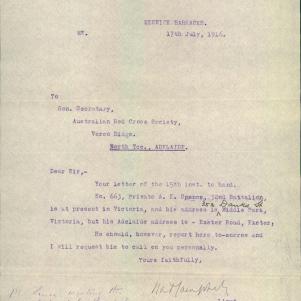 KESWICK BARRACKS.
17th July, 1916.
To
Hon. Secretary,
Australian Red Cross Society,
Verco Bldgs.
North Tce., ADELAIDE.
Dear Sir,-
Your letter of the 15th inst. to hand.
No. 663, Private A. E. Spence, 32nd Battalion,
is at present in Victoria, and his address is Middle Park,
Victoria, but his Adelaide address is - Exeter Road, Exeter;
He should, however, report here to-morrow and
I will request him to call on you personally.
Yours faithfully,
Lieut